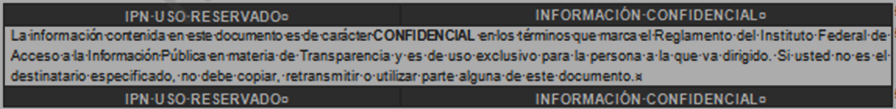 IPN·USO·RESERVADO¤ INFORMACIÓN·CONFIDENCIAL¤
La·información·contenida·en·este·documento·es·de·carácter·CONFIDENCIAL·en·los·términos·que·marca·el·Reglamento·del·Instituto·Federal·de·
Acceso·a·la·Información·Pública·en·materia·de·Transparencia·y·es·de·uso·exclusivo·para·la·persona·a·la·que·va·dirigido.·Si·usted·no·es·el·
destinatario·especificado,·no·debe·copiar,·retransmitir·o·utilizar·parte·alguna·de·este·documento.¤
IPN·USO·RESERVADO¤ INFORMACIÓN·CONFIDENCIAL¤